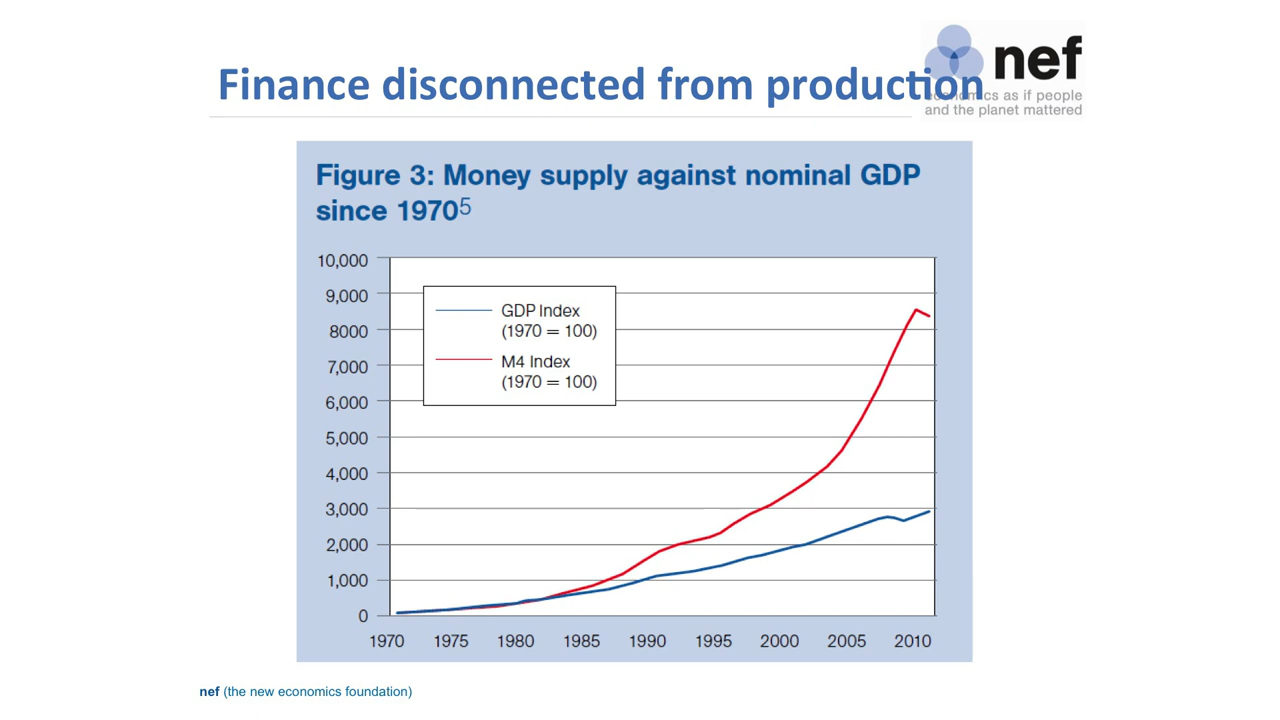 Finance disconnected from production
nef
economics as if people
and the planet mattered
Figure 3: Money supply against nominal GDP
since 1970⁵
10,000
9,000
8000
7,000
6,000
5,000
4,000
3,000
2,000
1,000
0
GDP Index
(1970 = 100)
M4 Index
(1970 = 100)
1970 1975 1980 1985 1990 1995 2000 2005 2010
nef (the new economics foundation)